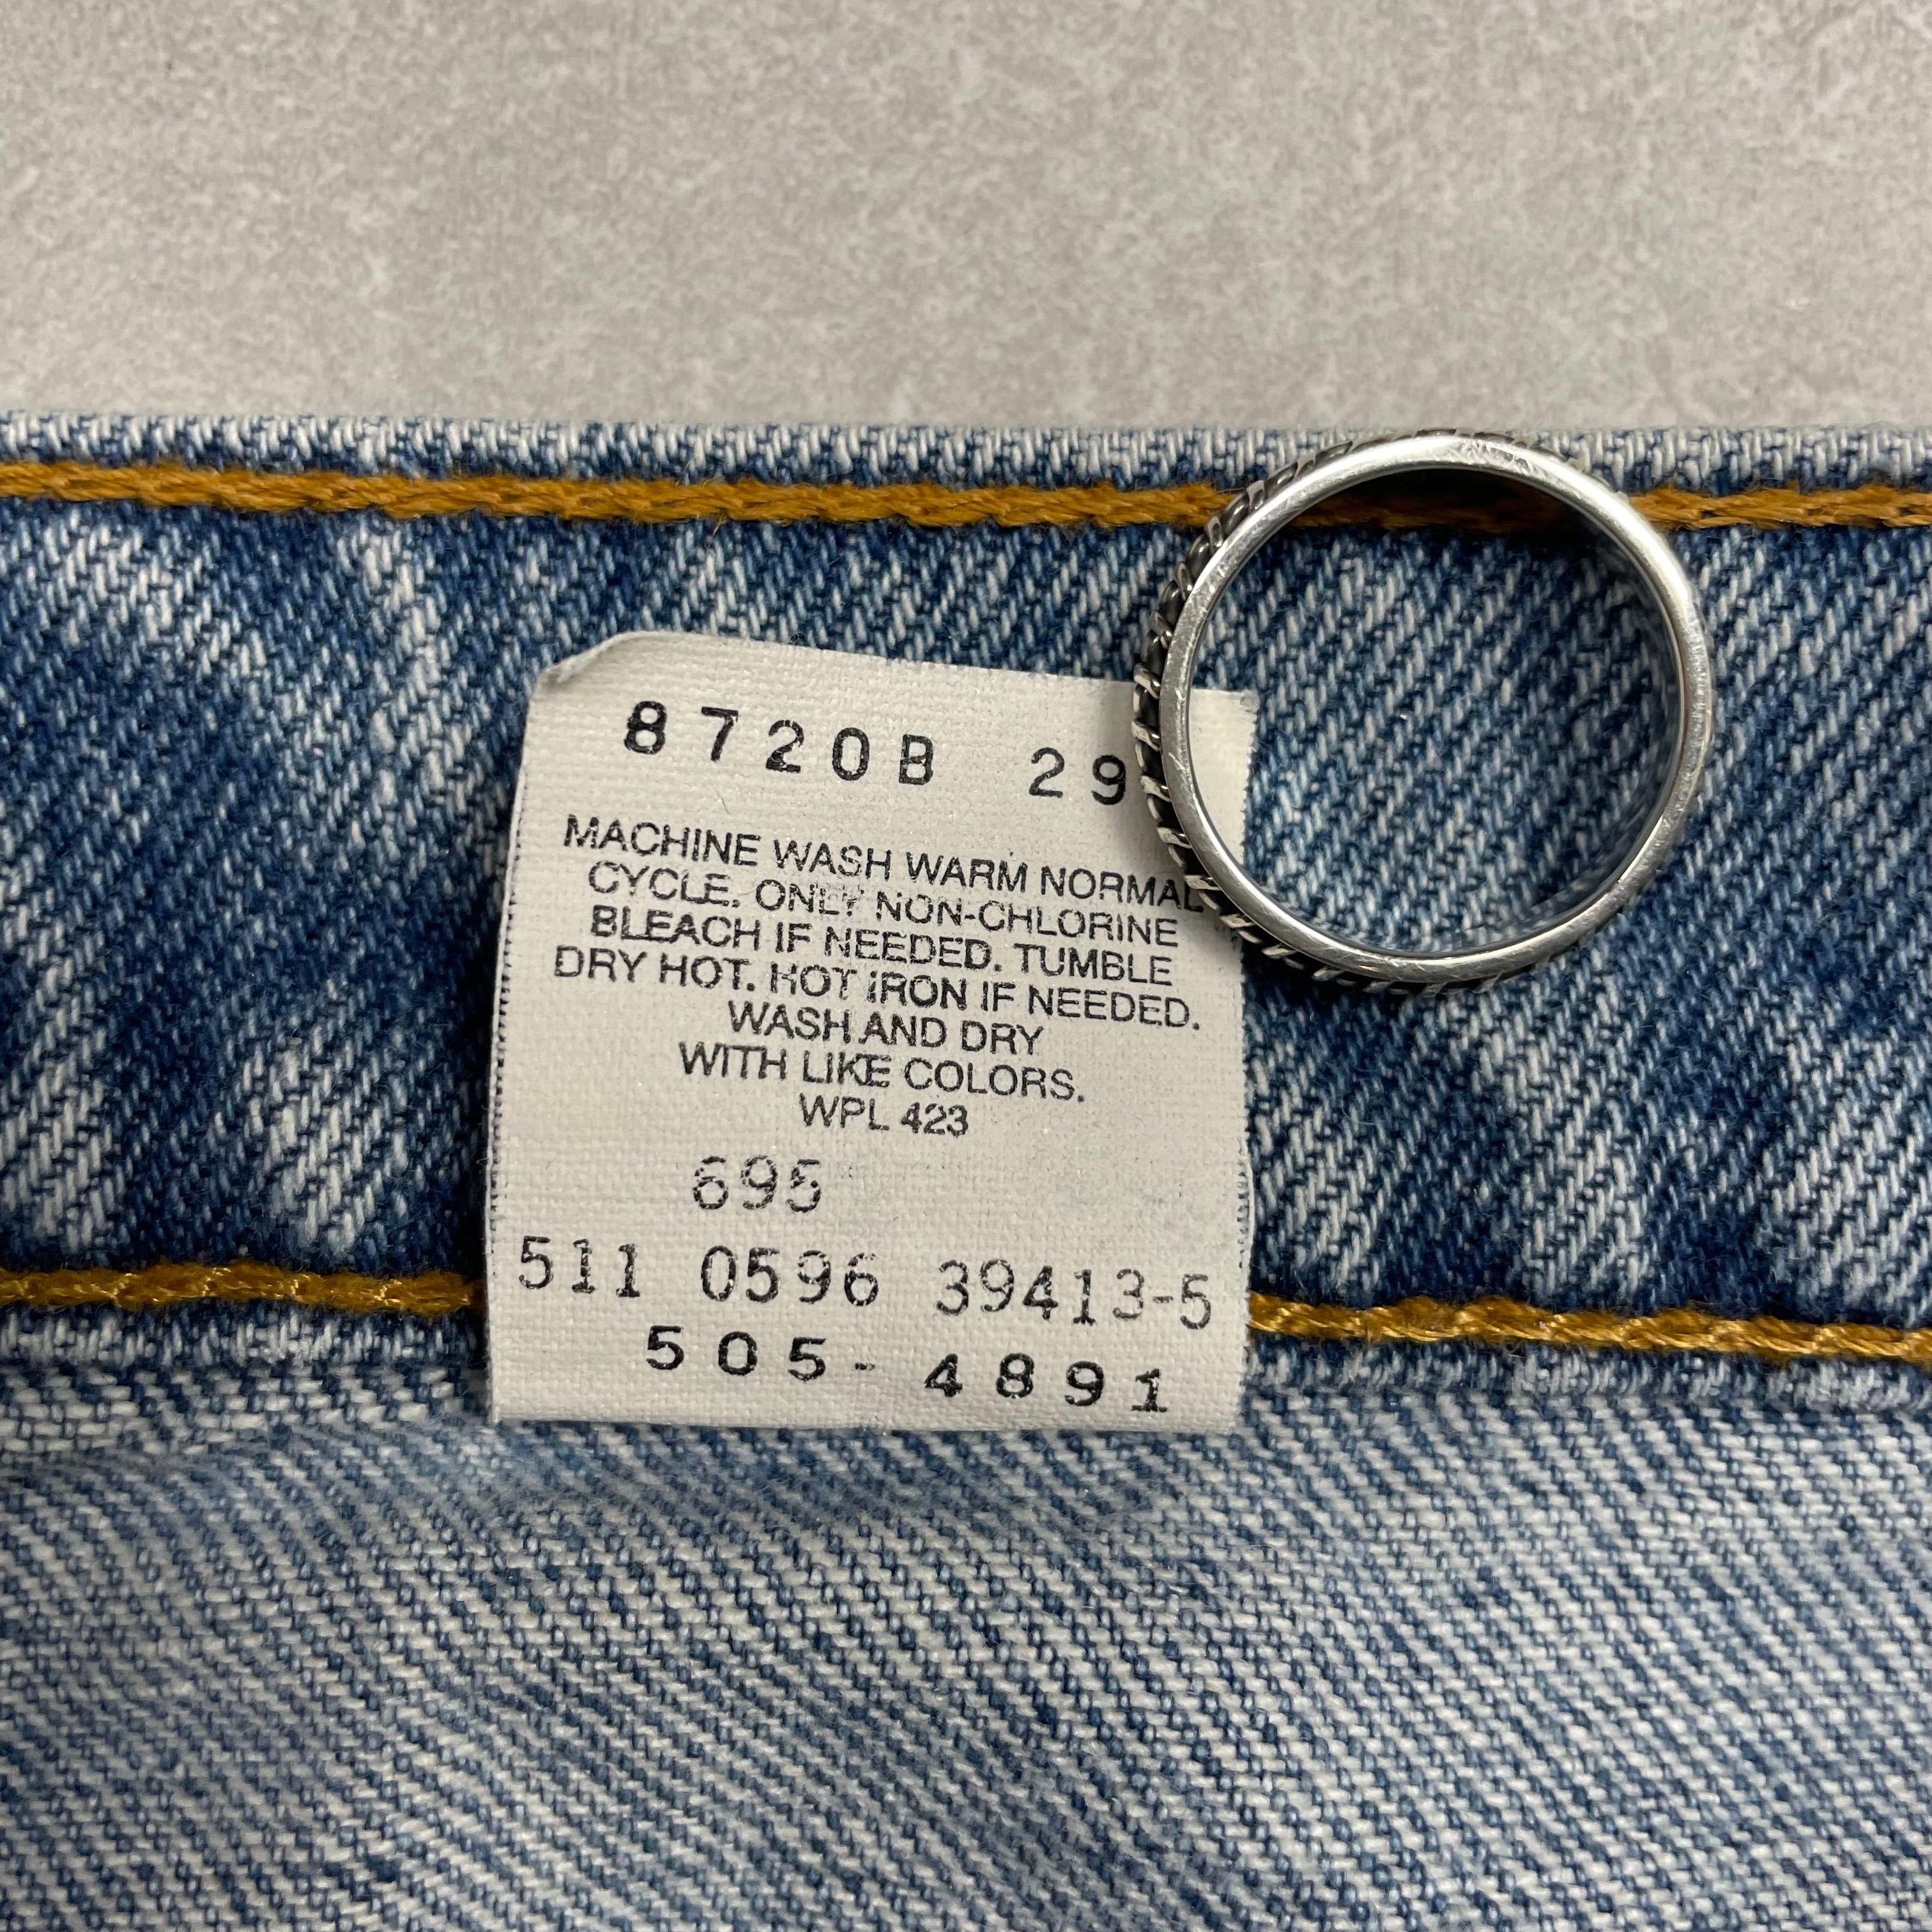 8720B 29
MACHINE WASH WARM NORMAL
CYCLE. ONLY NON-CHLORINE
BLEACH IF NEEDED. TUMBLE
DRY HOT. HOT IRON IF NEEDED.
WASH AND DRY
WITH LIKE COLORS.
WPL 423
695
511 0596 39413-5
505-4891